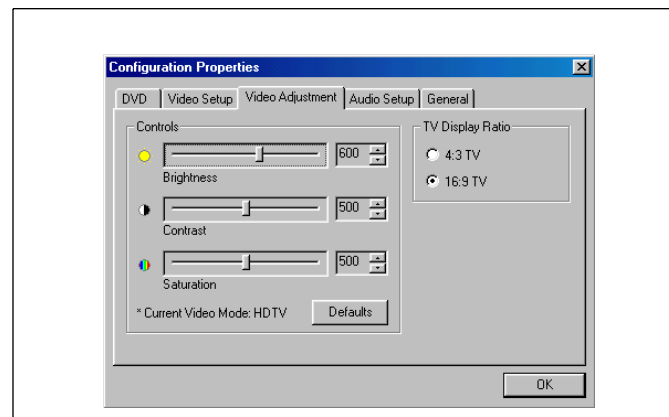 Configuration Properties
DVD Video Setup Video Adjustment Audio Setup General
Controls
600
Brightness
500
Contrast
500
Saturation
* Current Video Mode: HDTV
Defaults
TV Display Ratio
4:3 TV
16:9 TV
OK